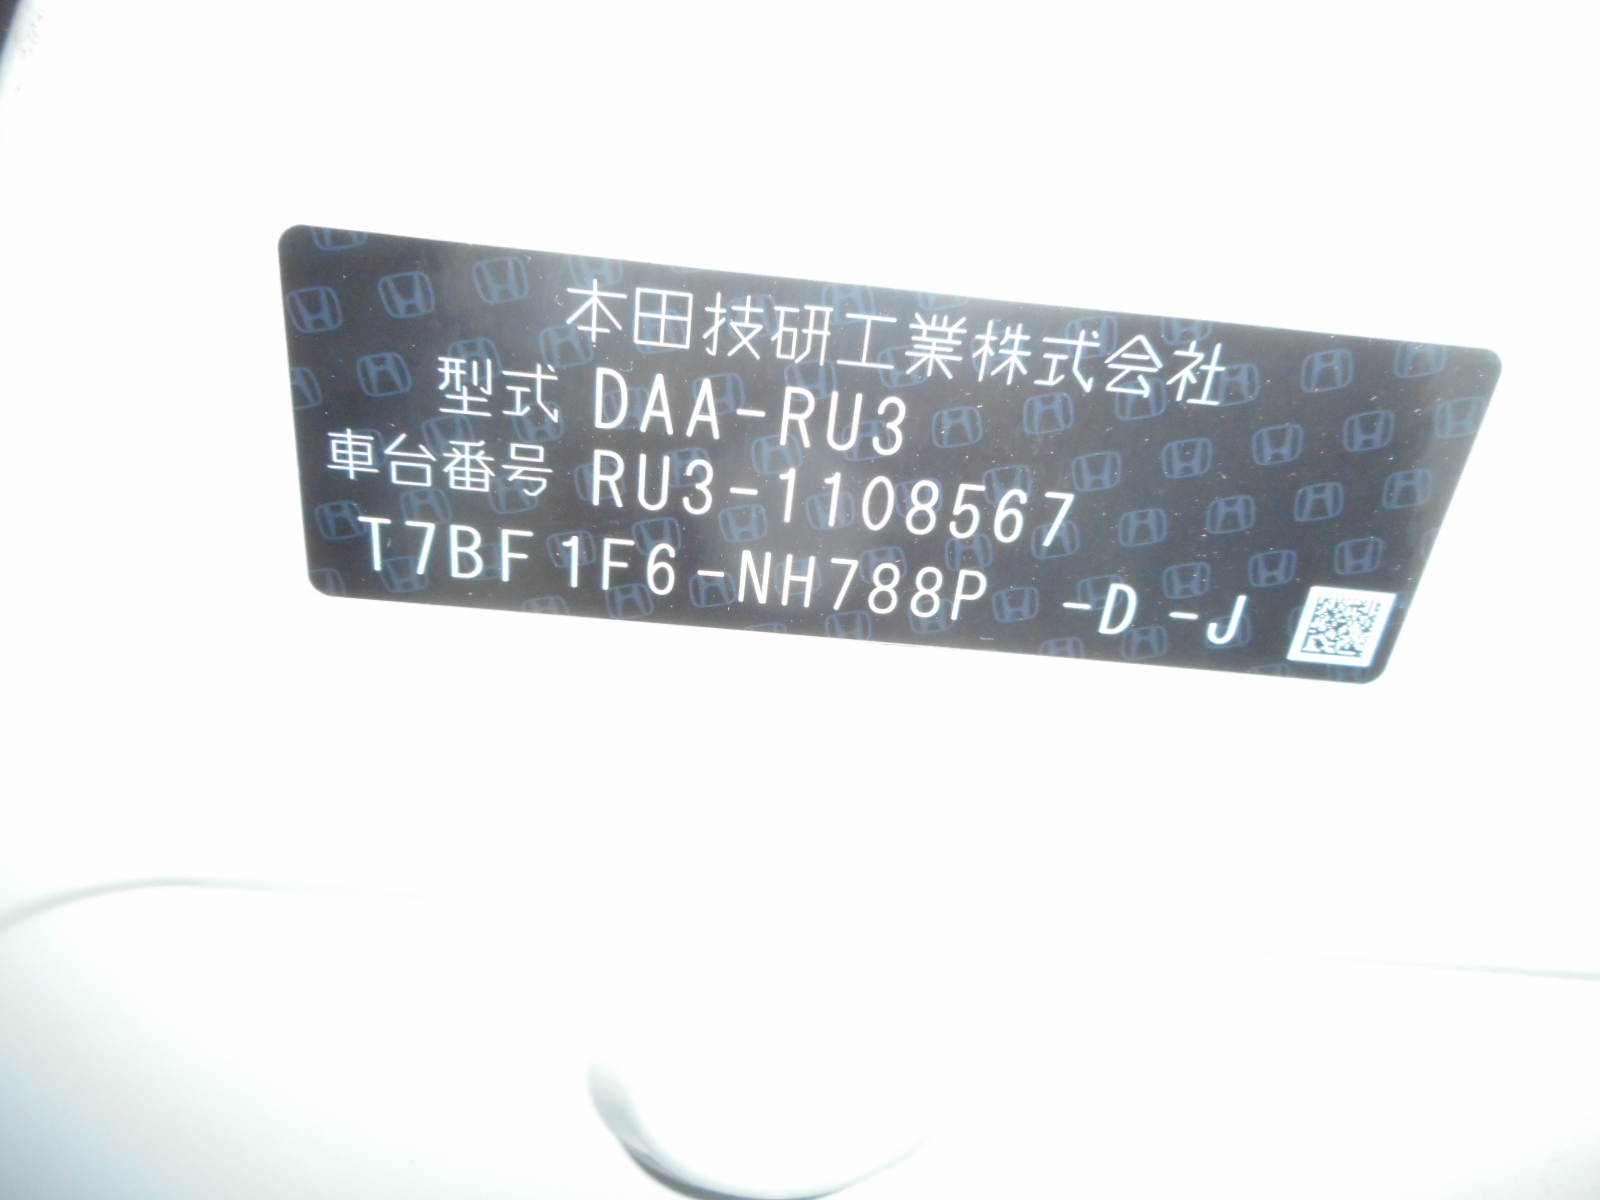 本田技研工業株式会社
型式 DAA-RU3
車台番号 RU3-1108567
T7BF1F6-NH788P -D-J